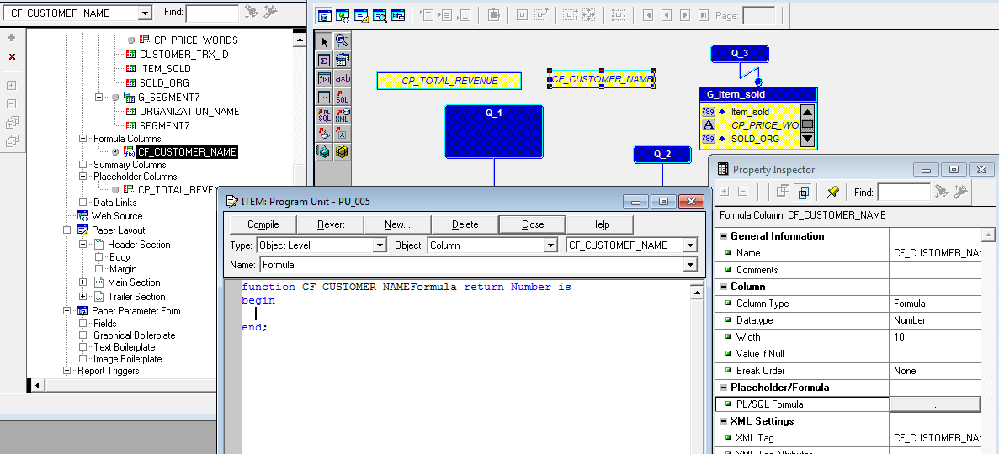 CF_CUSTOMER_NAME Find:
CP_PRICE_WORDS
CUSTOMER_TRX_ID
ITEM_SOLD
SOLD_ORG
G_SEGMENT7
ORGANIZATION_NAME
SEGMENT7
Formula Columns
CF_CUSTOMER_NAME
Summary Columns
Placeholder Columns
CP_TOTAL_REVEN
Data Links
Web Source
Paper Layout
Header Section
Body
Margin
Main Section
Trailer Section
Paper Parameter Form
Fields
Graphical Boilerplate
Text Boilerplate
Image Boilerplate
Report Triggers
Page:
CP_TOTAL_REVENUE
CF_CUSTOMER_NAME
Q_3
G_Item_sold
Item_sold
CP_PRICE_WO
SOLD_ORG
Q_1
Q_2
ITEM: Program Unit - PU_005
Compile Revert New... Delete Close Help
Type: Object Level Object: Column CF_CUSTOMER_NAME
Name: Formula
function CF_CUSTOMER_NAMEFormula return Number is
begin
end;
Property Inspector
Find:
Formula Column: CF_CUSTOMER_NAME
General Information
Name CF_CUSTOMER_NAM
Comments
Column
Column Type Formula
Datatype Number
Width 10
Value if Null
Break Order None
Placeholder/Formula
PL/SQL Formula ...
XML Settings
XML Tag CF_CUSTOMER_NAM
XML Tag Attributes